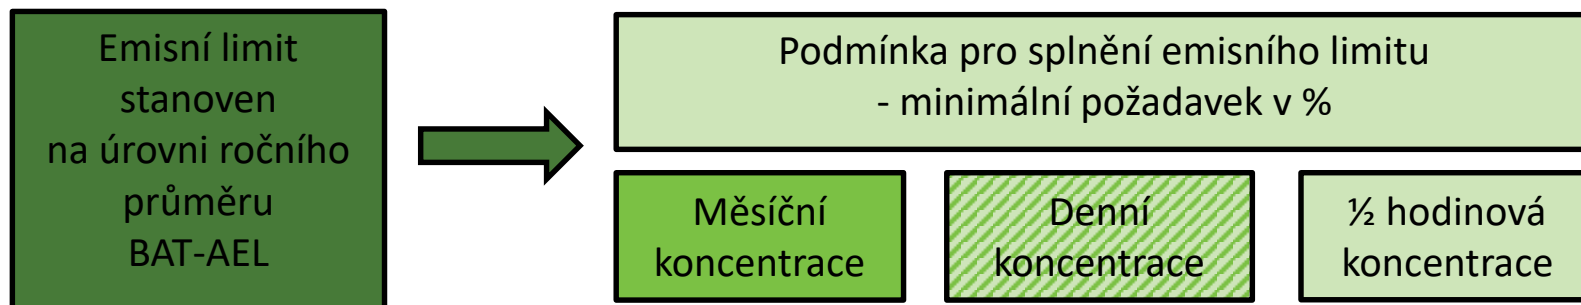 Emisní limit
stanoven
na úrovni ročního
průměru
BAT-AEL
Podmínka pro splnění emisního limitu
- minimální požadavek v %
Měsíční
koncentrace
Denní
koncentrace
½ hodinová
koncentrace